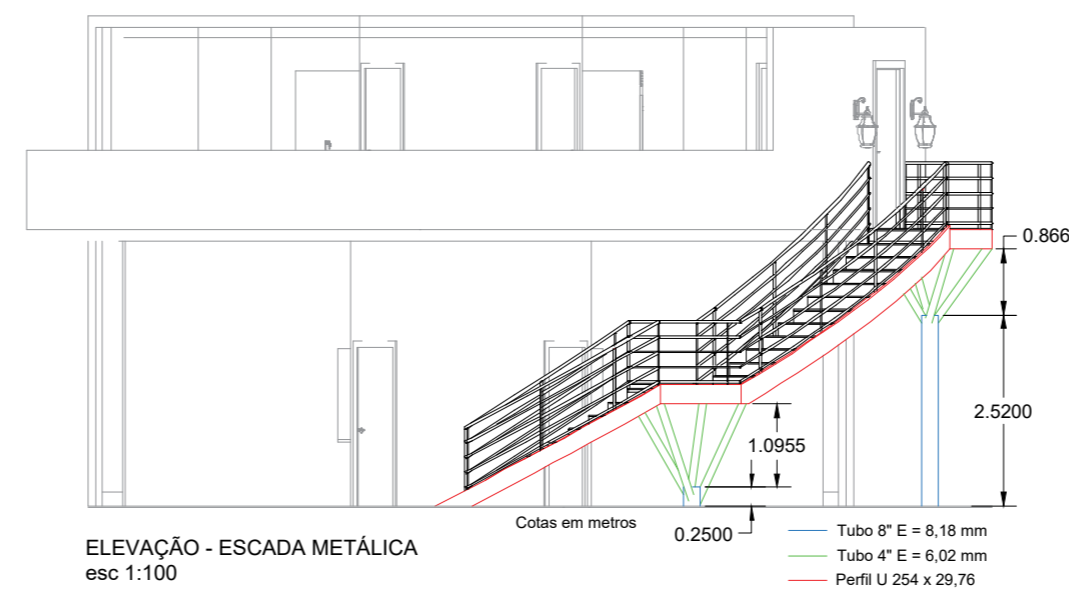 0.866
2.5200
1.0955
0.2500
Cotas em metros
ELEVAÇÃO - ESCADA METÁLICA
esc 1:100
Tubo 8" E = 8,18 mm
Tubo 4" E = 6,02 mm
Perfil U 254 x 29,76